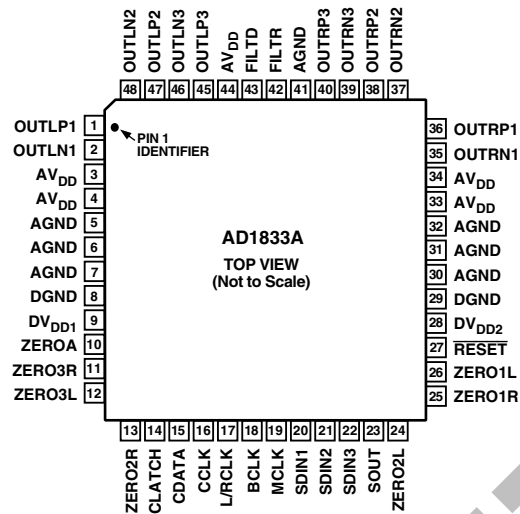 OUTLN2 OUTLP2 OUTLN3 OUTLP3 AVDD FILTD FILTR AGND OUTRP3 OUTRN3 OUTRP2 OUTRN2
48 47 46 45 44 43 42 41 40 39 38 37
OUTLP1 1
OUTLN1 2
AVDD 3
AVDD 4
AGND 5
AGND 6
AGND 7
DGND 8
DVDD1 9
ZEROA 10
ZERO3R 11
ZERO3L 12
PIN 1
IDENTIFIER
AD1833A
TOP VIEW
(Not to Scale)
36 OUTRP1
35 OUTRN1
34 AVDD
33 AVDD
32 AGND
31 AGND
30 AGND
29 DGND
28 DVDD2
27 RESET
26 ZERO1L
25 ZERO1R
13 14 15 16 17 18 19 20 21 22 23 24
ZERO2R CLATCH CDATA CCLK L/RCLK BCLK MCLK SDIN1 SDIN2 SDIN3 SOUT ZERO2L